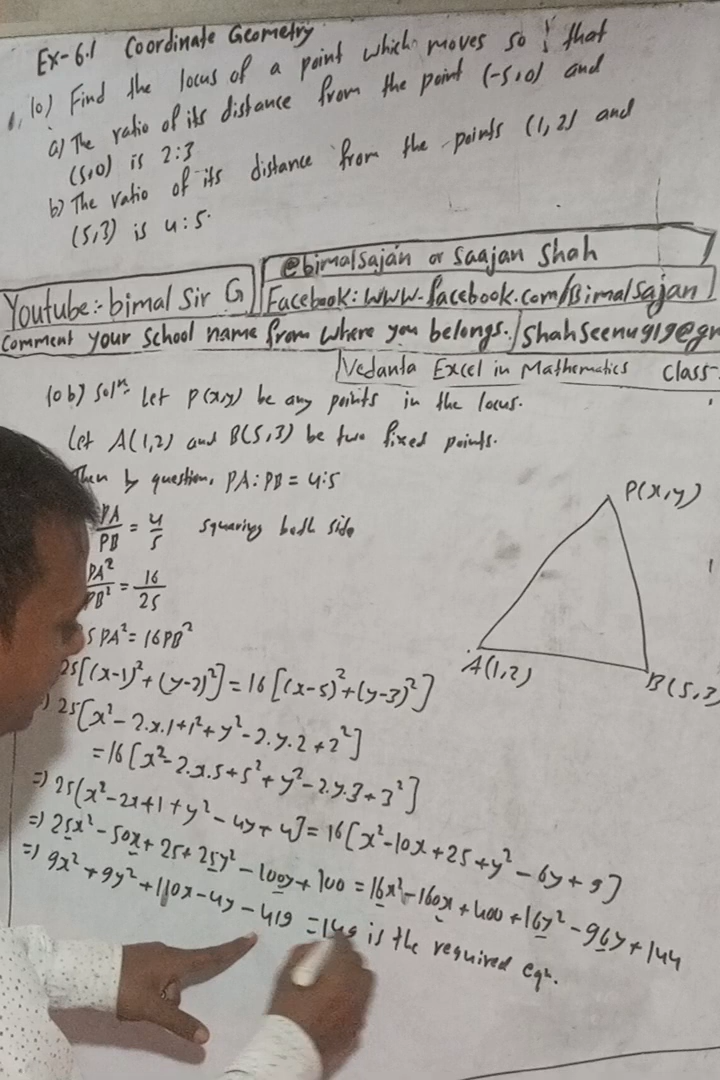 Ex-6.1 Coordinate Geometry
10) Find the locus of a point which moves so that
a) The ratio of its distance from the point (-5,0) and
(5,0) is 2:3
b) The ratio of its distance from the points (1,2) and
(5,3) is 4:5.
@bimalsajan or Saajan Shah
Youtube:- bimal Sir G
Facebook: www.facebook.com/Bimalsajan
Comment your School name from where you belongs.
Shahseenu919@gm
Vedanta Excel in Mathematics Class-
10b) Solⁿ: Let P(x,y) be any points in the locus.
Let A(1,2) and B(5,3) be two fixed points.
Then by question, PA:PB = 4:5
PA/PB = 4/5 squaring both side
PA²/PB² = 16/25
5PA² = 16PB²
25[(x-1)²+(y-2)²] = 16[(x-5)²+(y-3)²]
25[x²-2.x.1+1²+y²-2.y.2+2²]
=16[x²-2.x.5+5²+y²-2.y.3+3²]
=) 25[x²-2x+1+y²-4y+4] = 16[x²-10x+25+y²-6y+9]
=) 25x²-50x+25+25y²-100y+100 = 16x²-160x+400+16y²-96y+144
=) 9x²+9y²+110x-4y-419 = is the required eqⁿ.
P(x,y)
A(1,2)
B(5,3)